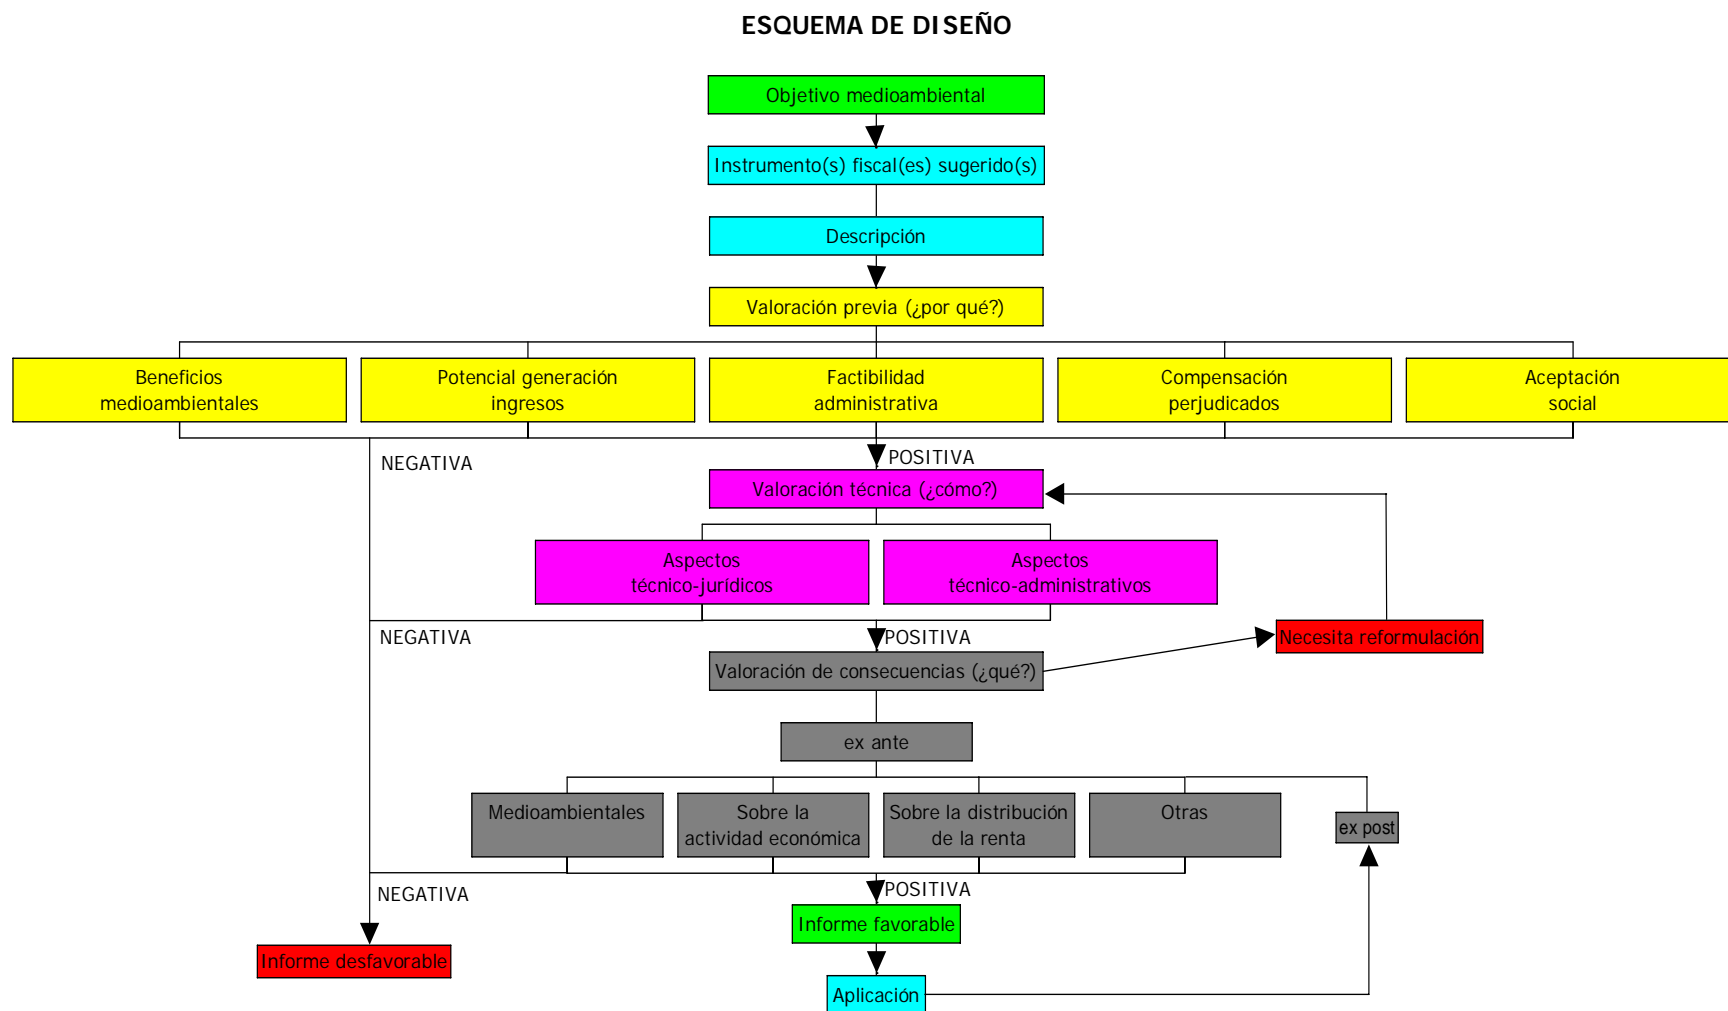 ESQUEMA DE DISEÑO
Objetivo medioambiental
Instrumento(s) fiscal(es) sugerido(s)
Descripción
Valoración previa (¿por qué?)
Beneficios
medioambientales
Potencial generación
ingresos
Factibilidad
administrativa
Compensación
perjudicados
Aceptación
social
NEGATIVA
POSITIVA
Valoración técnica (¿cómo?)
Aspectos
técnico-jurídicos
Aspectos
técnico-administrativos
NEGATIVA
POSITIVA
Necesita reformulación
Valoración de consecuencias (¿qué?)
ex ante
Medioambientales
Sobre la
actividad económica
Sobre la distribución
de la renta
Otras
ex post
NEGATIVA
POSITIVA
Informe favorable
Informe desfavorable
Aplicación